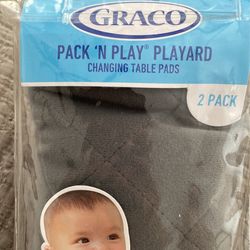 GRACO
PACK 'N PLAY® PLAYARD
CHANGING TABLE PADS
2 PACK